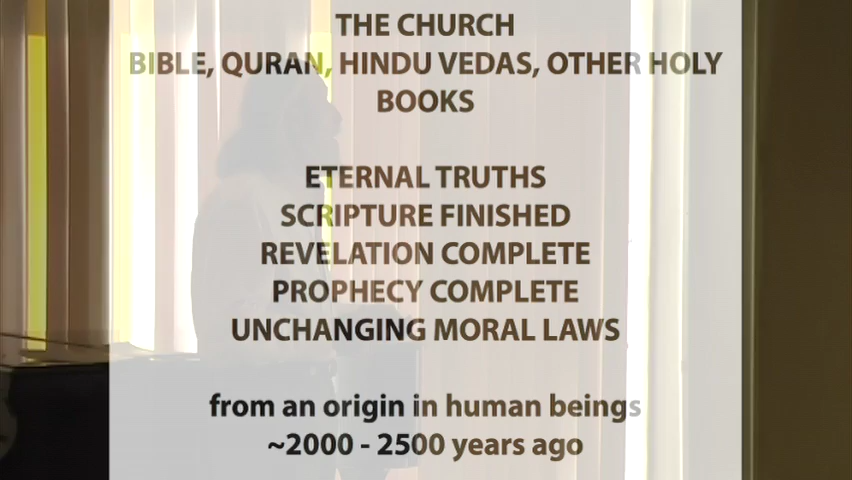 THE CHURCH
BIBLE, QURAN, HINDU VEDAS, OTHER HOLY
BOOKS
ETERNAL TRUTHS
SCRIPTURE FINISHED
REVELATION COMPLETE
PROPHECY COMPLETE
UNCHANGING MORAL LAWS
from an origin in human beings
~2000 - 2500 years ago